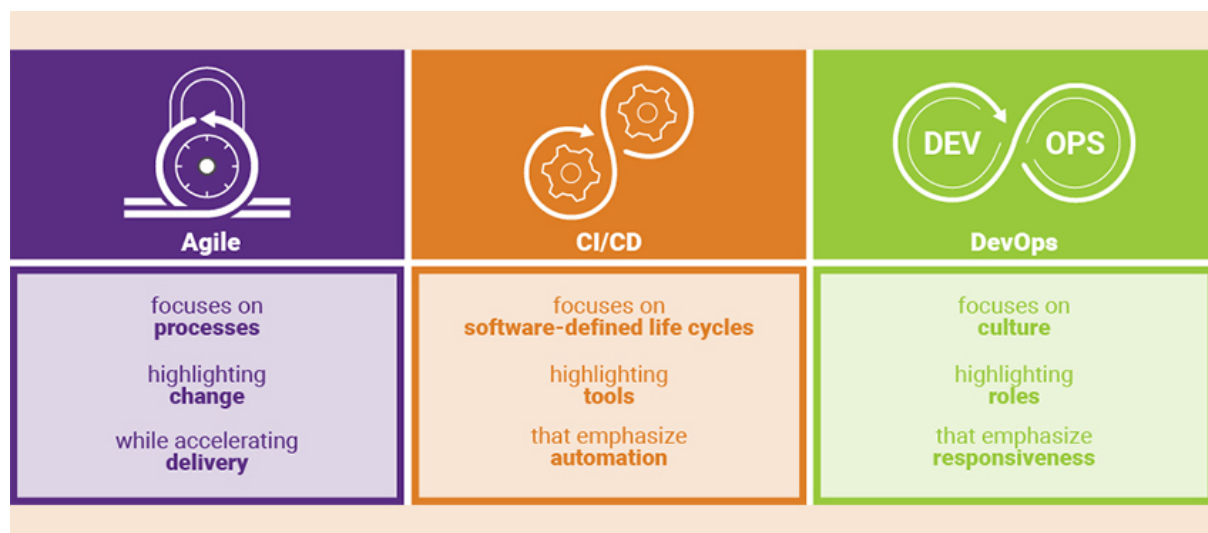 Agile
focuses on
processes
highlighting
change
while accelerating
delivery
CI/CD
focuses on
software-defined life cycles
highlighting
tools
that emphasize
automation
DEV OPS
DevOps
focuses on
culture
highlighting
roles
that emphasize
responsiveness